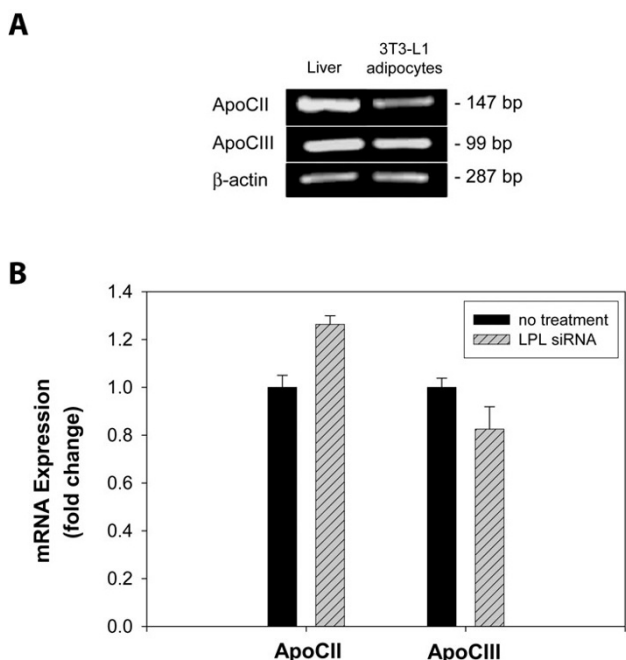 A
Liver
3T3-L1
adipocytes
ApoCII
- 147 bp
ApoCIII
- 99 bp
β-actin
- 287 bp
B
mRNA Expression
(fold change)
1.4
1.2
1.0
0.8
0.6
0.4
0.2
0.0
no treatment
LPL siRNA
ApoCII
ApoCIII